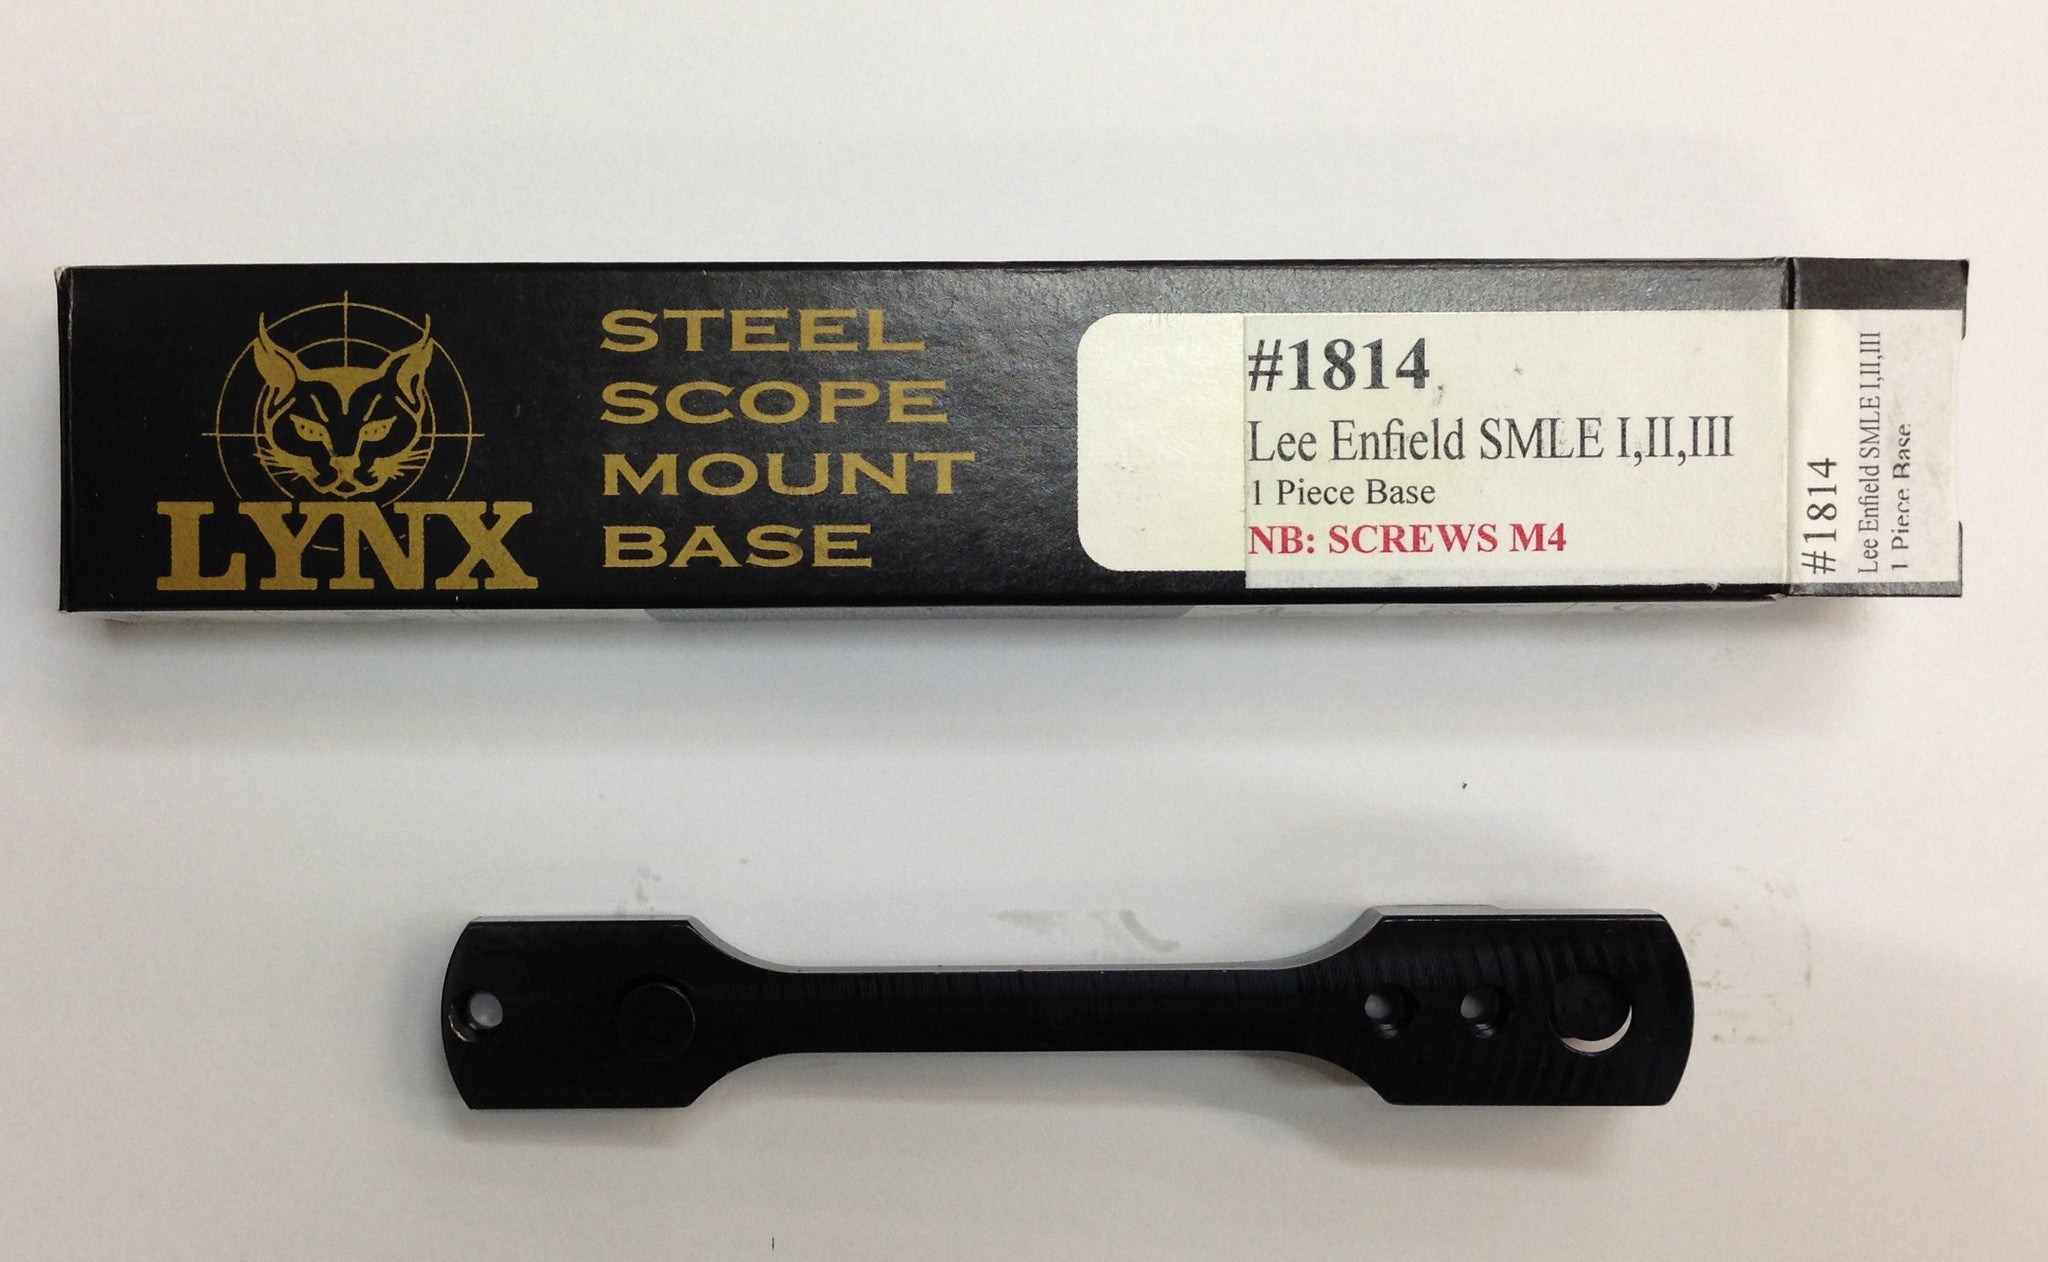 LYNX
STEEL
SCOPE
MOUNT
BASE
#1814
Lee Enfield SMLE I,II,III
1 Piece Base
NB: SCREWS M4
#1814
Lee Enfield SMLE I,II,III
1 Piece Base